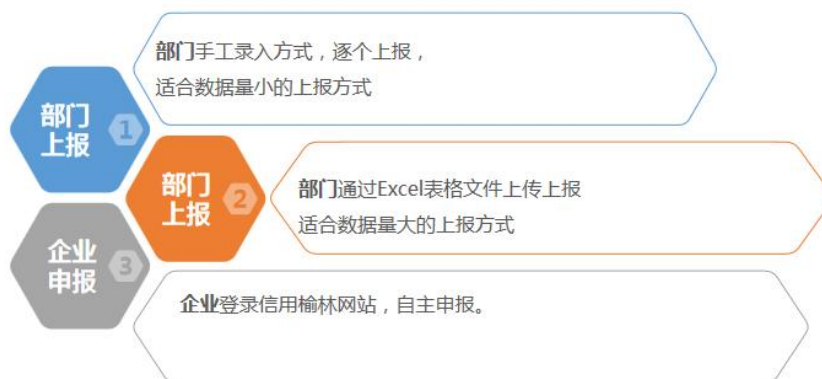 部门
上报
1
部门手工录入方式，逐个上报，
适合数据量小的上报方式
部门
上报
2
部门通过Excel表格文件上传上报
适合数据量大的上报方式
企业
申报
3
企业登录信用榆林网站，自主申报。